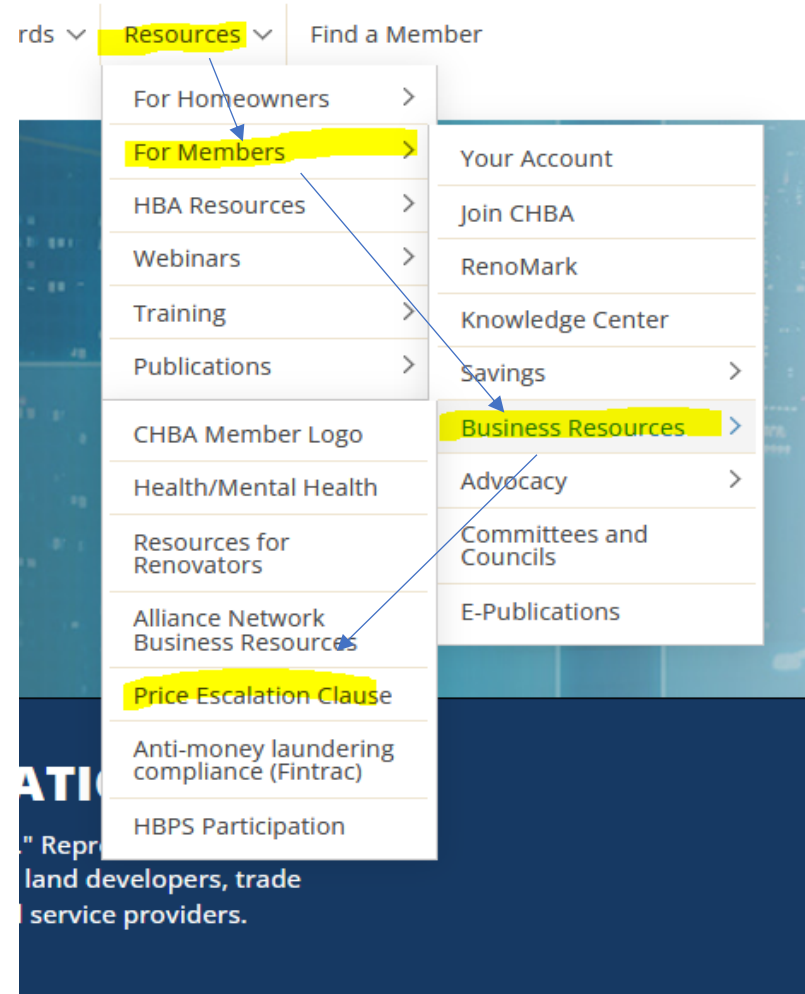 rds
Resources
Find a Member
For Homeowners
For Members
HBA Resources
Webinars
Training
Publications
Your Account
Join CHBA
RenoMark
Knowledge Center
Savings
Business Resources
Advocacy
Committees and
Councils
E-Publications
CHBA Member Logo
Health/Mental Health
Resources for
Renovators
Alliance Network
Business Resources
Price Escalation Clause
Anti-money laundering
compliance (Fintrac)
HBPS Participation
ATI
." Repr
land developers, trade
service providers.